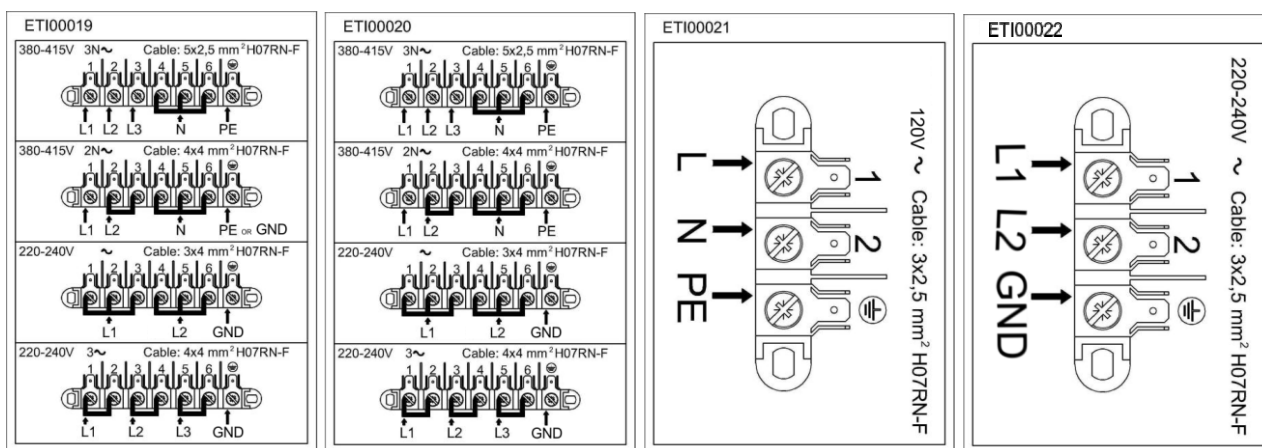 ETI00019
380-415V 3N~ Cable: 5x2,5 mm² H07RN-F
1 2 3 4 5 6
L1 L2 L3 N PE
380-415V 2N~ Cable: 4x4 mm² H07RN-F
1 2 3 4 5 6
L1 L2 N PE OR GND
220-240V ~ Cable: 3x4 mm² H07RN-F
1 2 3 4 5 6
L1 L2 GND
220-240V 3~ Cable: 4x4 mm² H07RN-F
1 2 3 4 5 6
L1 L2 L3 GND
ETI00020
380-415V 3N~ Cable: 5x2,5 mm² H07RN-F
1 2 3 4 5 6
L1 L2 L3 N PE
380-415V 2N~ Cable: 4x4 mm² H07RN-F
1 2 3 4 5 6
L1 L2 N PE
220-240V ~ Cable: 3x4 mm² H07RN-F
1 2 3 4 5 6
L1 L2 GND
220-240V 3~ Cable: 4x4 mm² H07RN-F
1 2 3 4 5 6
L1 L2 L3 GND
ETI00021
120V ~ Cable: 3x2,5 mm² H07RN-F
L 1
N 2
PE
ETI00022
220-240V ~ Cable: 3x2,5 mm² H07RN-F
L1 1
L2 2
GND